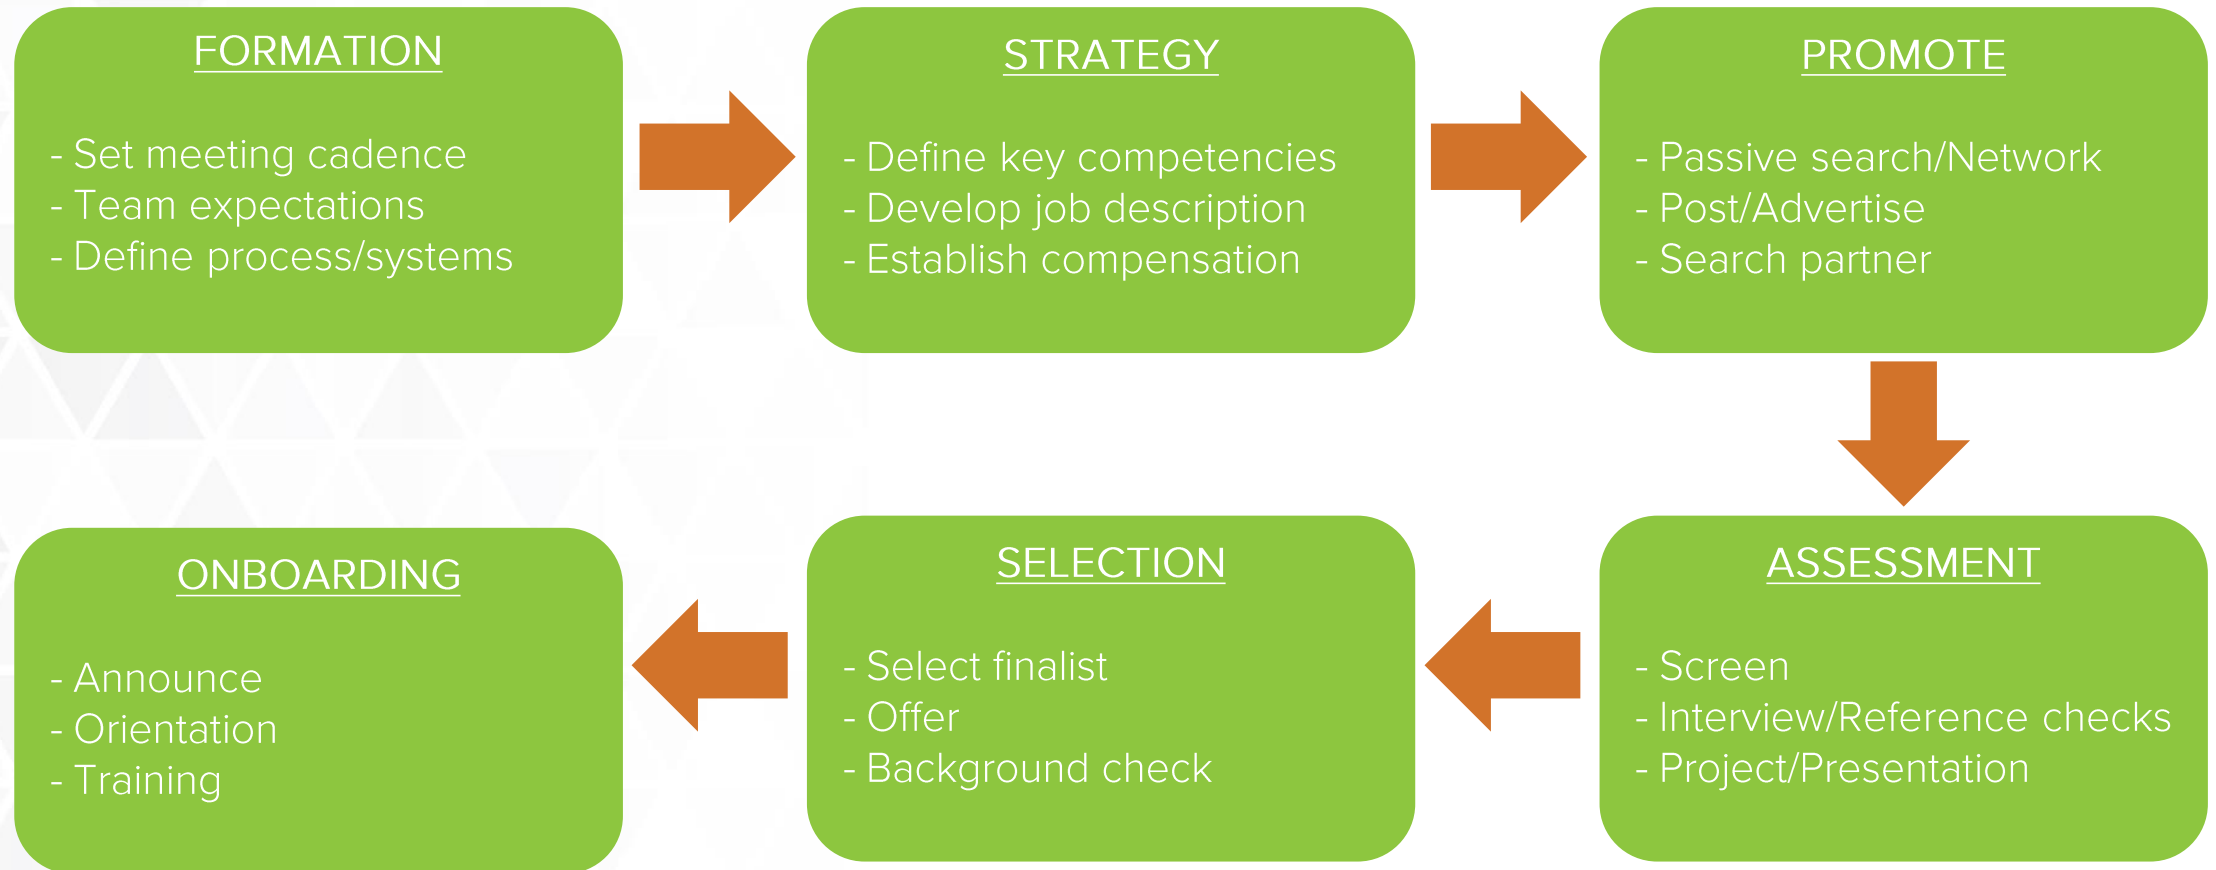 FORMATION
- Set meeting cadence
- Team expectations
- Define process/systems
STRATEGY
- Define key competencies
- Develop job description
- Establish compensation
PROMOTE
- Passive search/Network
- Post/Advertise
- Search partner
ASSESSMENT
- Screen
- Interview/Reference checks
- Project/Presentation
SELECTION
- Select finalist
- Offer
- Background check
ONBOARDING
- Announce
- Orientation
- Training